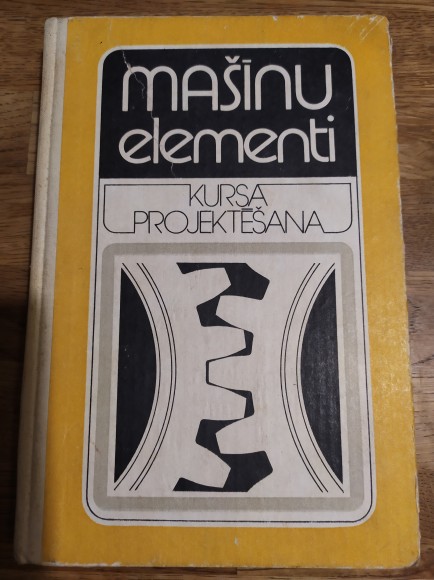 mašīnu
elementi
KURSA
PROJEKTĒŠANA